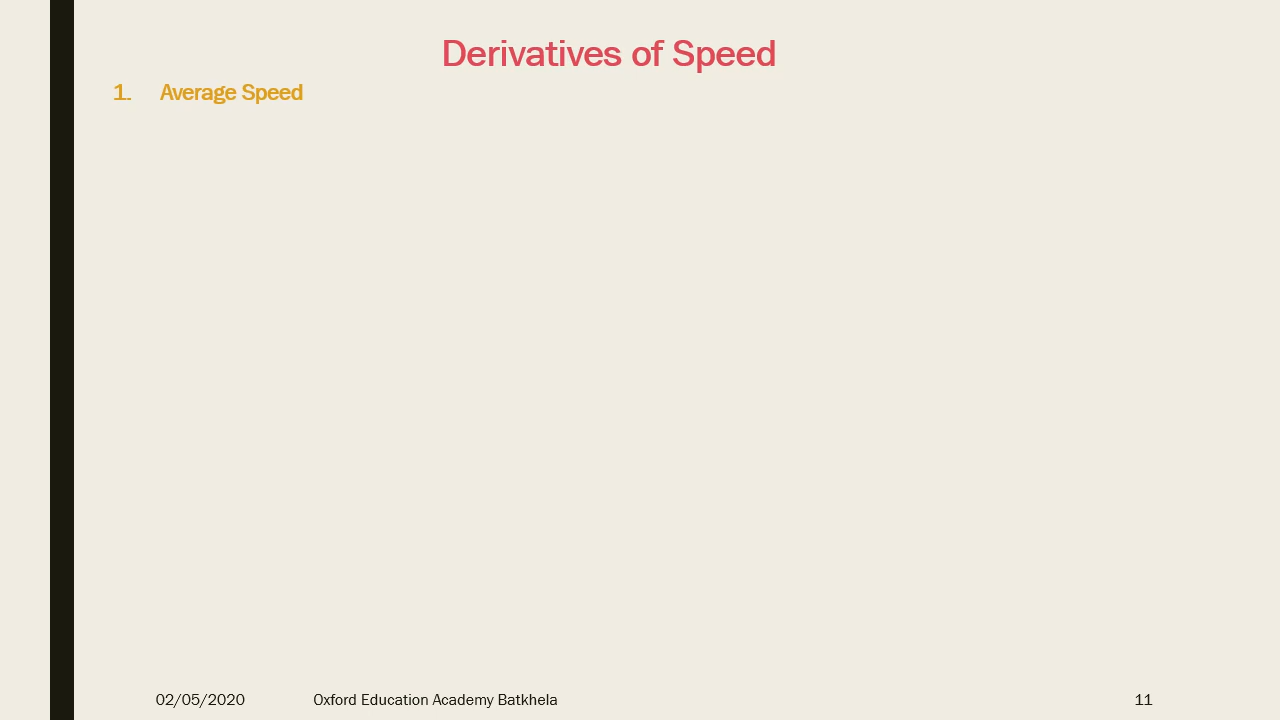 Derivatives of Speed
1. Average Speed
02/05/2020 Oxford Education Academy Batkhela 11